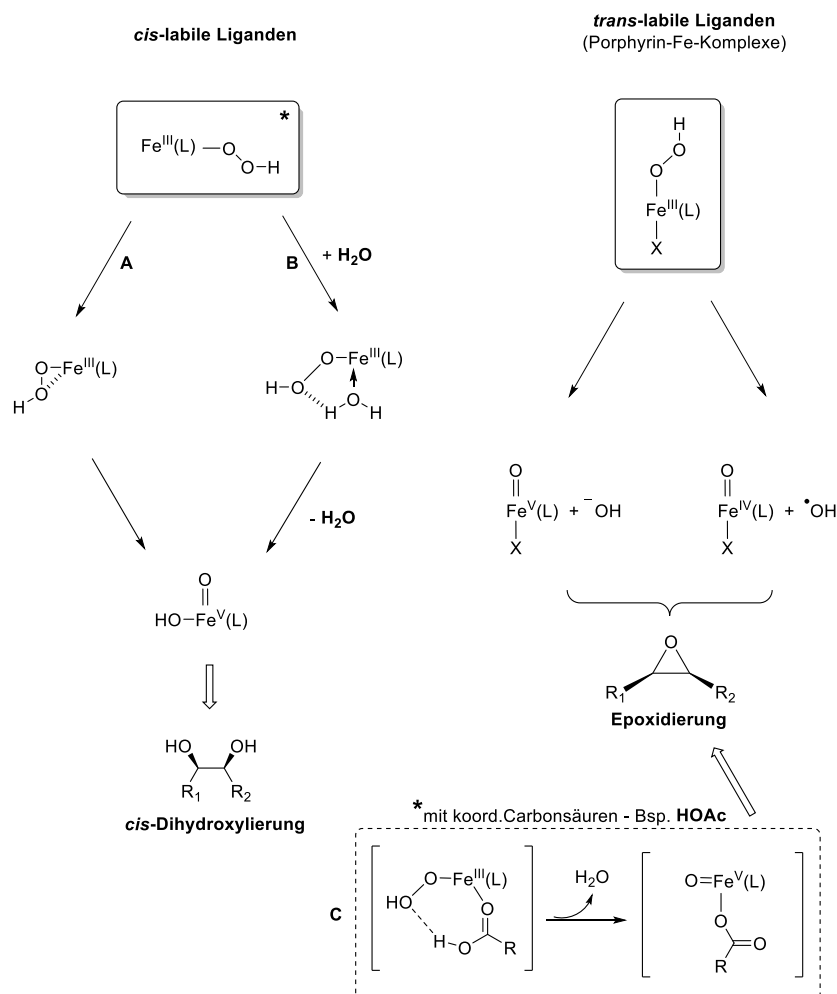 cis-labile Liganden
trans-labile Liganden
(Porphyrin-Fe-Komplexe)
*
Fe^III(L)—O
O–H
H
O
O
Fe^III(L)
X
A
B
+ H₂O
O–Fe^III(L)
H O
O–Fe^III(L)
H–O
H O H
- H₂O
O
HO–Fe^V(L)
O
Fe^V(L) + ⁻OH
X
O
Fe^IV(L) + •OH
X
O
R₁ R₂
Epoxidierung
HO OH
R₁ R₂
cis-Dihydroxylierung
*mit koord.Carbonsäuren - Bsp. HOAc
C
O–Fe^III(L)
HO
O
H O R
H₂O
O=Fe^V(L)
O
O
R